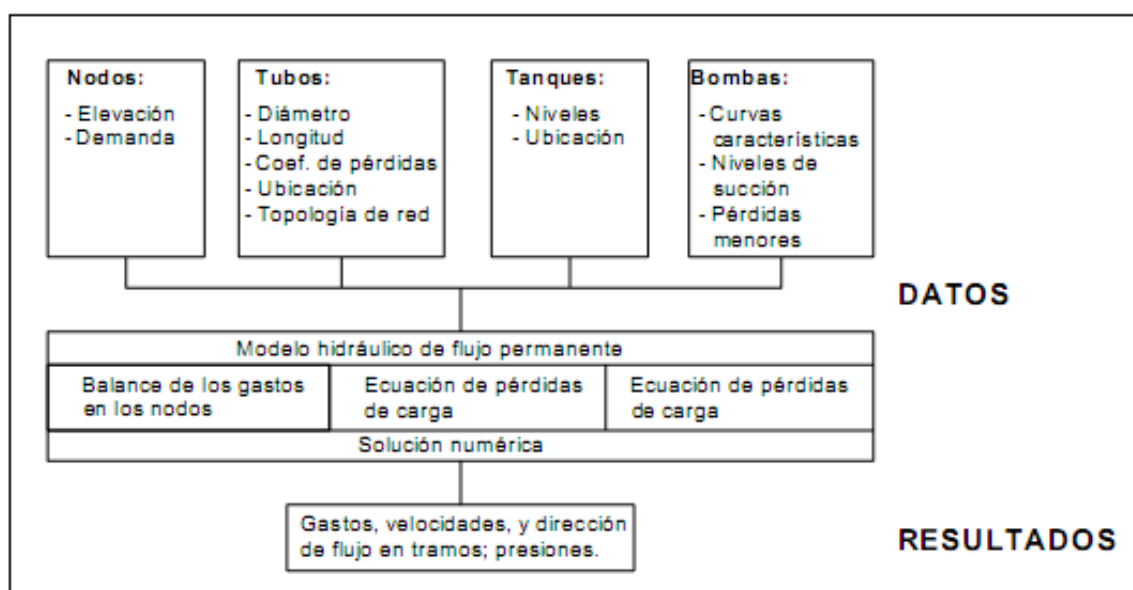 Nodos:
- Elevación
- Demanda
Tubos:
- Diámetro
- Longitud
- Coef. de pérdidas
- Ubicación
- Topología de red
Tanques:
- Niveles
- Ubicación
Bombas:
- Curvas
características
- Niveles de
succión
- Pérdidas
menores
DATOS
Modelo hidráulico de flujo permanente
Balance de los gastos
en los nodos
Ecuación de pérdidas
de carga
Ecuación de pérdidas
de carga
Solución numérica
Gastos, velocidades, y dirección
de flujo en tramos; presiones.
RESULTADOS